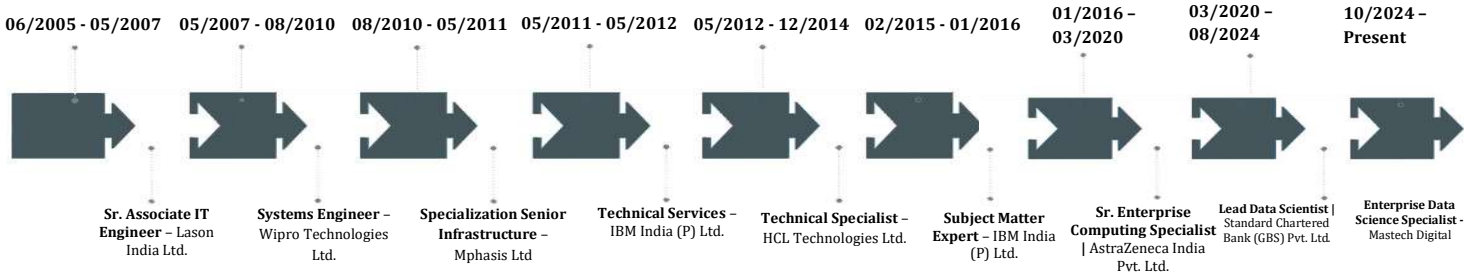 06/2005 - 05/2007
05/2007 - 08/2010
08/2010 - 05/2011
05/2011 - 05/2012
05/2012 - 12/2014
02/2015 - 01/2016
01/2016 –
03/2020
03/2020 –
08/2024
10/2024 –
Present
Sr. Associate IT
Engineer – Lason
India Ltd.
Systems Engineer –
Wipro Technologies
Ltd.
Specialization Senior
Infrastructure –
Mphasis Ltd
Technical Services –
IBM India (P) Ltd.
Technical Specialist –
HCL Technologies Ltd.
Subject Matter
Expert – IBM India
(P) Ltd.
Sr. Enterprise
Computing Specialist
| AstraZeneca India
Pvt. Ltd.
Lead Data Scientist |
Standard Chartered
Bank (GBS) Pvt. Ltd.
Enterprise Data
Science Specialist -
Mastech Digital